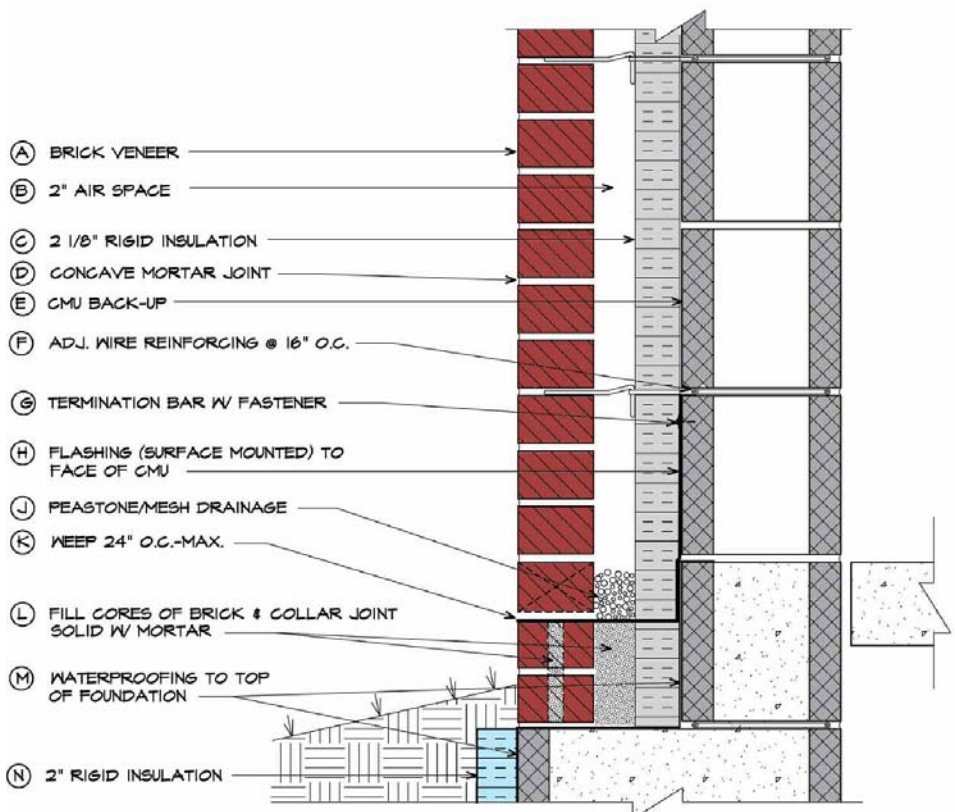 A BRICK VENEER
B 2" AIR SPACE
C 2 1/8" RIGID INSULATION
D CONCAVE MORTAR JOINT
E CMU BACK-UP
F ADJ. WIRE REINFORCING @ 16" O.C.
G TERMINATION BAR W/ FASTENER
H FLASHING (SURFACE MOUNTED) TO
FACE OF CMU
J PEASTONE/MESH DRAINAGE
K WEEP 24" O.C.-MAX.
L FILL CORES OF BRICK & COLLAR JOINT
SOLID W/ MORTAR
M WATERPROOFING TO TOP
OF FOUNDATION
N 2" RIGID INSULATION